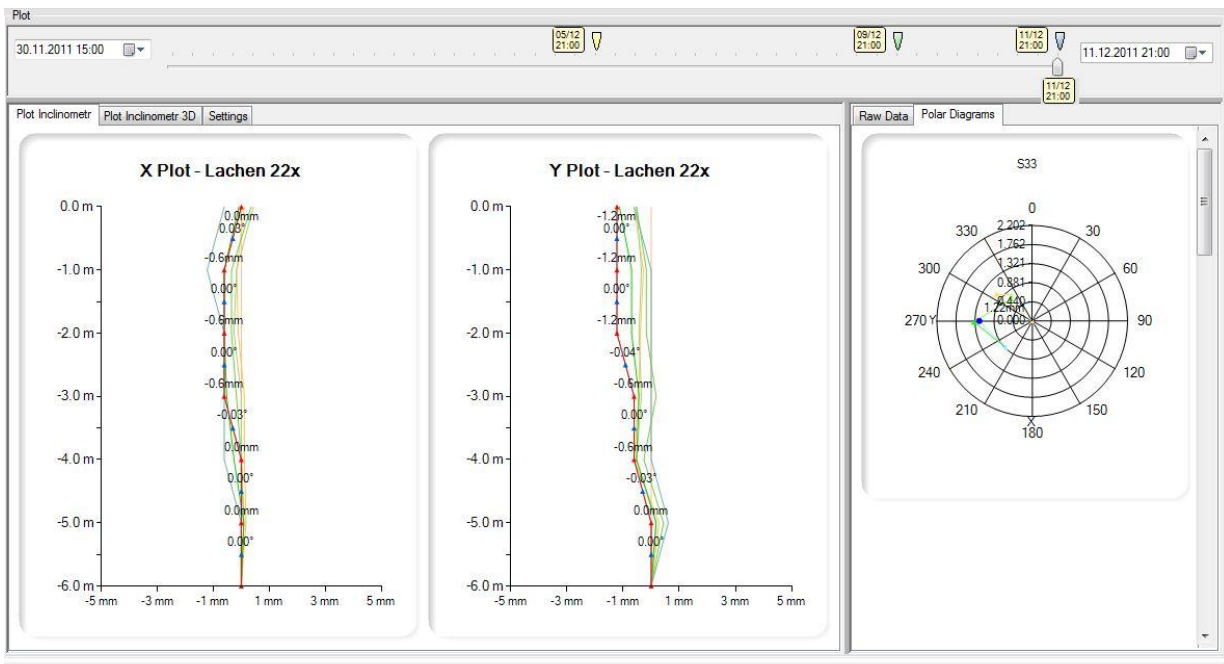 Plot
30.11.2011 15:00
05/12
21:00
09/12
21:00
11/12
21:00
11.12.2011 21:00
11/12
21:00
Plot Inclinometr Plot Inclinometr 3D Settings
X Plot - Lachen 22x
0.0 m
-1.0 m
-2.0 m
-3.0 m
-4.0 m
-5.0 m
-6.0 m
0.0mm
0.03°
-0.6mm
0.00°
-0.6mm
0.00°
-0.6mm
-0.03°
0.0mm
0.00°
0.0mm
0.00°
-5 mm -3 mm -1 mm 1 mm 3 mm 5 mm
Y Plot - Lachen 22x
0.0 m
-1.0 m
-2.0 m
-3.0 m
-4.0 m
-5.0 m
-6.0 m
-1.2mm
0.00°
-1.2mm
0.00°
-1.2mm
-0.04°
-0.6mm
0.00°
-0.6mm
-0.03°
0.0mm
0.00°
-5 mm -3 mm -1 mm 1 mm 3 mm 5 mm
Raw Data Polar Diagrams
S33
0
330 2.202 30
1.762
1.321
300 0.881 60
0.440
1.22mm
270 Y 0.000 90
240 120
210 150
X
180